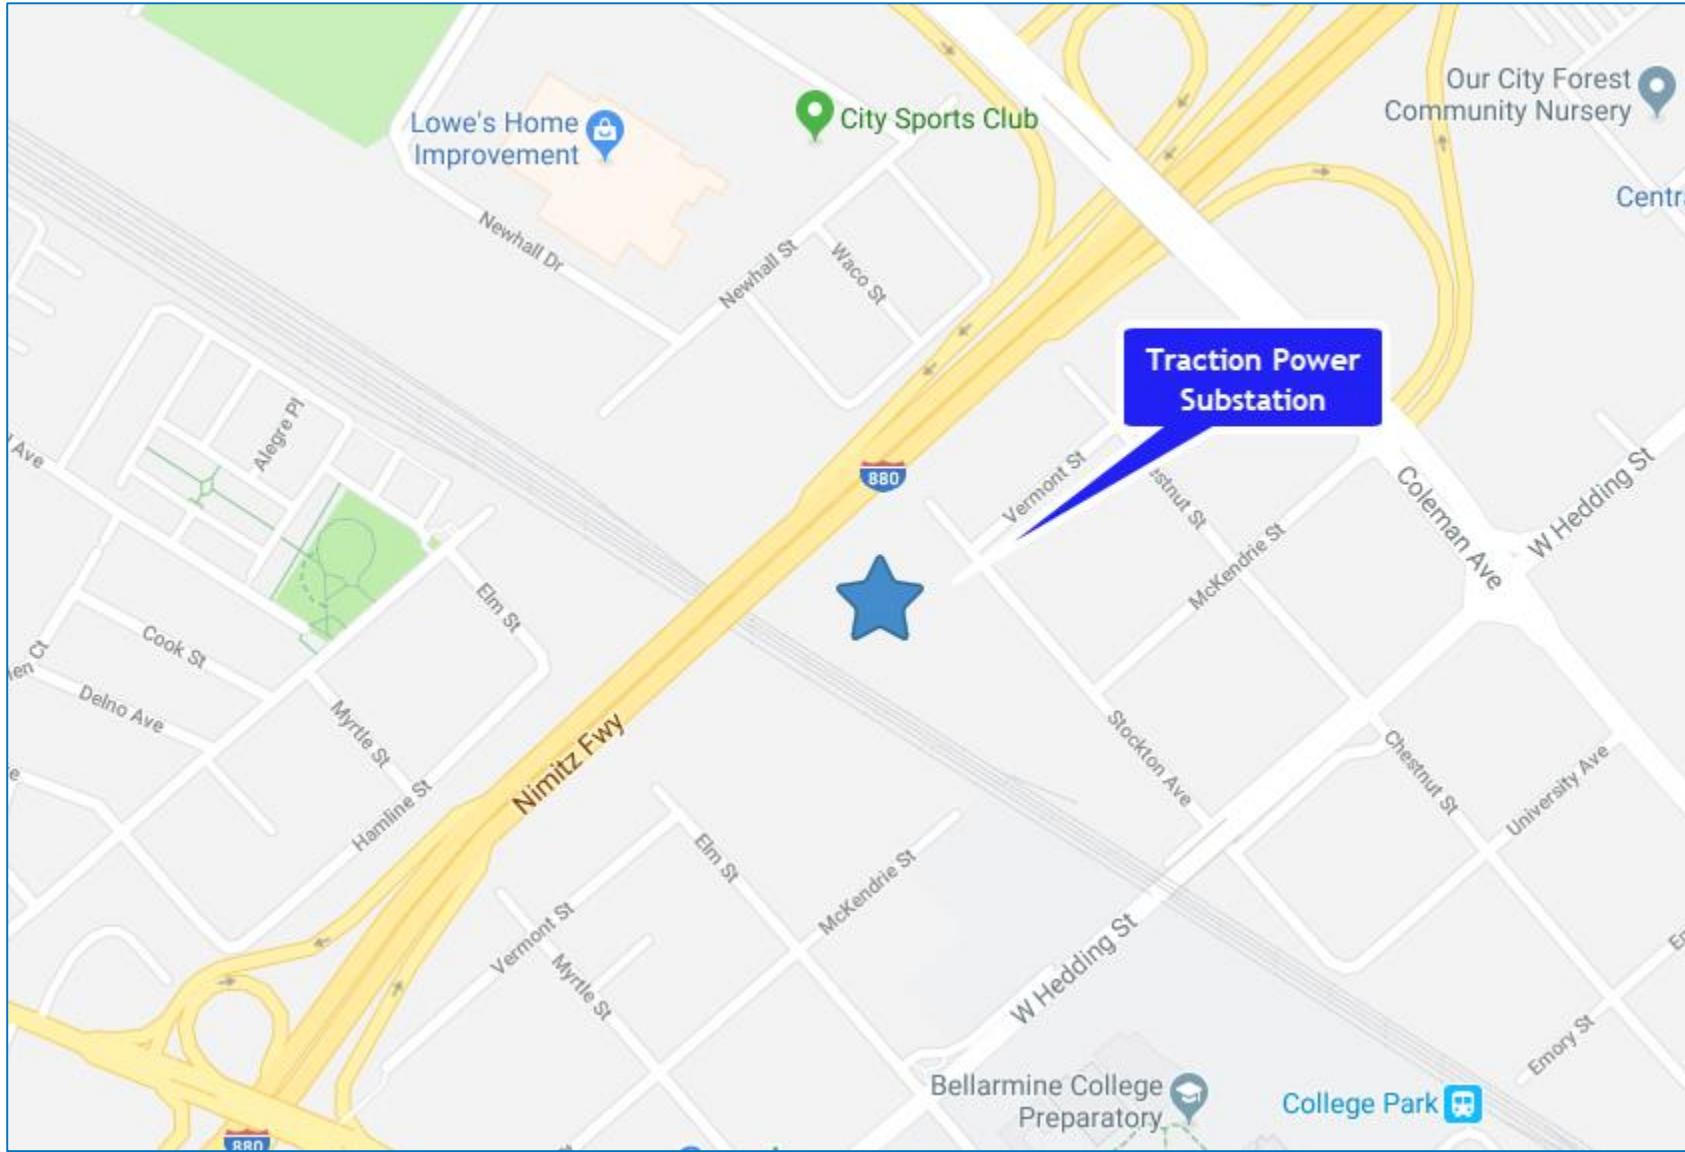 Our City Forest
Community Nursery
Lowe's Home
Improvement
City Sports Club
Newhall Dr
Newhall St
Waco St
Traction Power
Substation
Alegre Pl
Ave
880
Vermont St
stnut St
McKendrie St
Coleman Ave
W Hedding St
Elm St
Cook St
Delno Ave
Myrtle St
Hamline St
Nimitz Fwy
Stockton Ave
Chestnut St
University Ave
Elm St
McKendrie St
Vermont St
Myrtle St
W Hedding St
Emory St
Bellarmine College
Preparatory
College Park
880